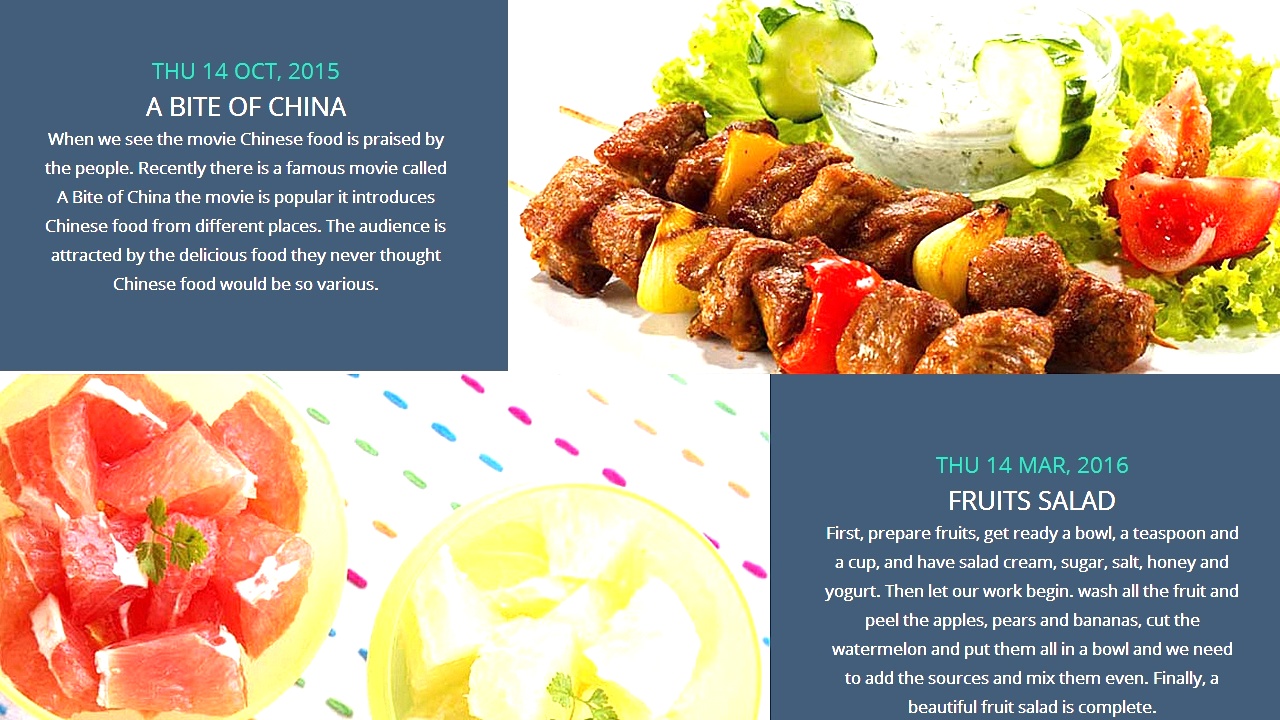 THU 14 OCT, 2015
A BITE OF CHINA
When we see the movie Chinese food is praised by
the people. Recently there is a famous movie called
A Bite of China the movie is popular it introduces
Chinese food from different places. The audience is
attracted by the delicious food they never thought
Chinese food would be so various.
THU 14 MAR, 2016
FRUITS SALAD
First, prepare fruits, get ready a bowl, a teaspoon and
a cup, and have salad cream, sugar, salt, honey and
yogurt. Then let our work begin. wash all the fruit and
peel the apples, pears and bananas, cut the
watermelon and put them all in a bowl and we need
to add the sources and mix them even. Finally, a
beautiful fruit salad is complete.